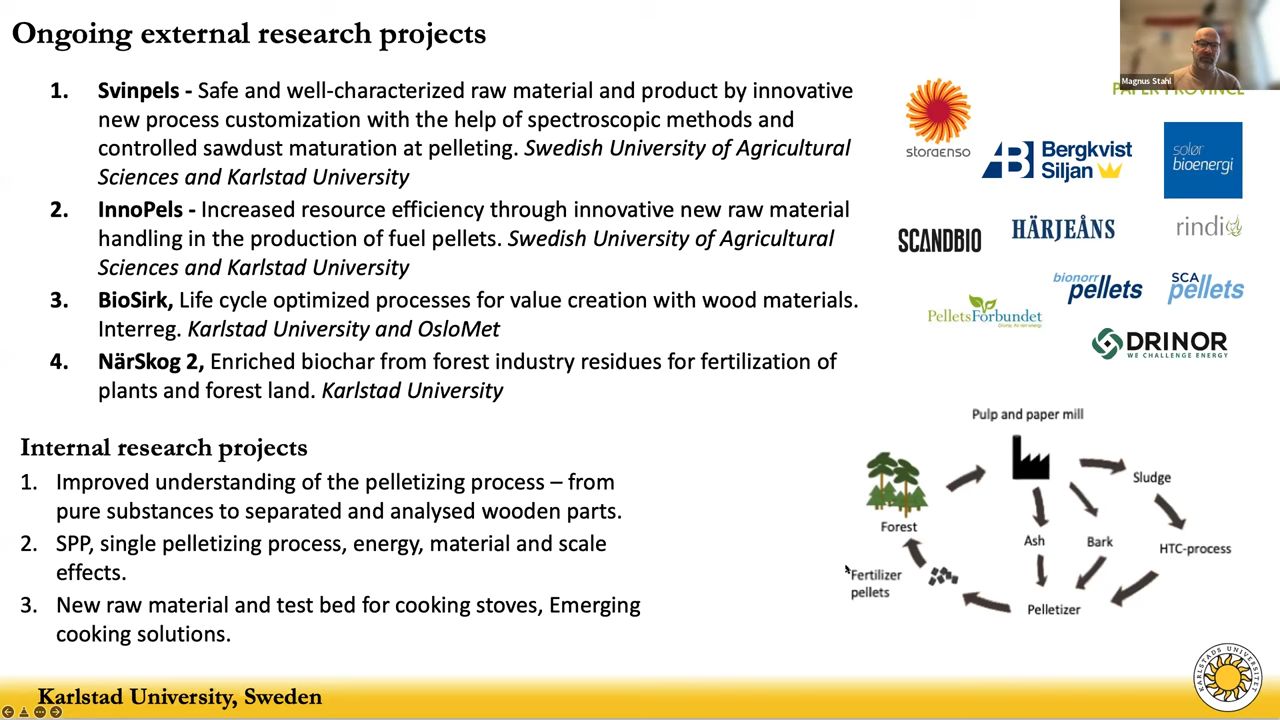 Ongoing external research projects
1. Svinpels - Safe and well-characterized raw material and product by innovative
new process customization with the help of spectroscopic methods and
controlled sawdust maturation at pelleting. Swedish University of Agricultural
Sciences and Karlstad University
2. InnoPels - Increased resource efficiency through innovative new raw material
handling in the production of fuel pellets. Swedish University of Agricultural
Sciences and Karlstad University
3. BioSirk, Life cycle optimized processes for value creation with wood materials.
Interreg. Karlstad University and OsloMet
4. NärSkog 2, Enriched biochar from forest industry residues for fertilization of
plants and forest land. Karlstad University
Internal research projects
1. Improved understanding of the pelletizing process – from
pure substances to separated and analysed wooden parts.
2. SPP, single pelletizing process, energy, material and scale
effects.
3. New raw material and test bed for cooking stoves, Emerging
cooking solutions.
Karlstad University, Sweden
Magnus Stahl
PAPER PROVINCE
storaenso
Bergkvist
Siljan
solør
bioenergi
SCANDBIO
HÄRJEÅNS
rindi
bionorr
pellets
SCA
pellets
PelletsFörbundet
DRINOR
WE CHALLENGE ENERGY
Pulp and paper mill
Sludge
Forest
Ash
Bark
HTC-process
Fertilizer
pellets
Pelletizer
KARLSTADS UNIVERSITET